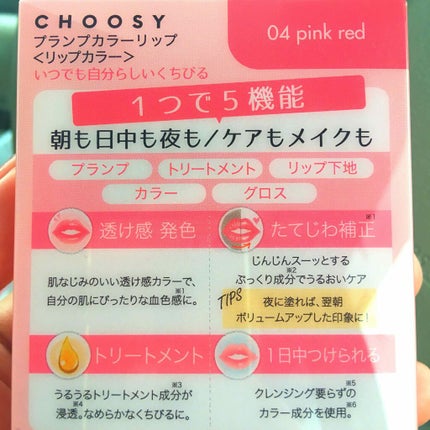 CHOOSY
04 pink red
プランプカラーリップ
<リップカラー>
いつでも自分らしいくちびる
1つで5機能
朝も日中も夜も/ケアもメイクも
プランプ トリートメント リップ下地
カラー グロス
透け感 発色
肌なじみのいい透け感カラーで、
※1
自分の肌にぴったりな血色感に。
たてじわ補正※1
じんじんスーッとする
※2
ぷっくり成分でうるおいケア
TIPS
夜に塗れば、翌朝
ボリュームアップした印象に!
トリートメント
※3
うるうるトリートメント成分が
※4
浸透。なめらかなくちびるに。
1日中つけられる
※5
クレンジング要らずの
※6
カラー成分を使用。